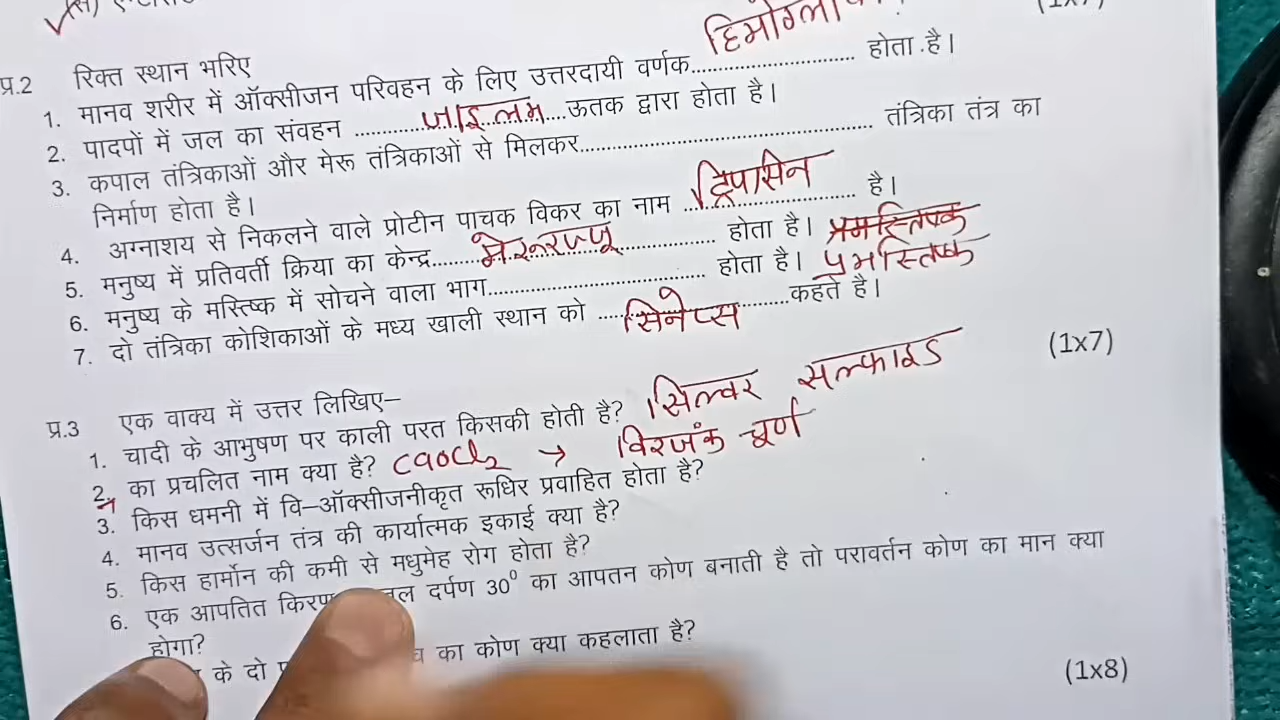 प्र.2 रिक्त स्थान भरिए
1. मानव शरीर में ऑक्सीजन परिवहन के लिए उत्तरदायी वर्णक.................. होता है।
2. पादपों में जल का संवहन .......... जाइलम ....ऊतक द्वारा होता है।
3. कपाल तंत्रिकाओं और मेरू तंत्रिकाओं से मिलकर.................................... तंत्रिका तंत्र का
निर्माण होता है।
4. अग्नाशय से निकलने वाले प्रोटीन पाचक विकर का नाम ट्रिपसिन ................... है।
5. मनुष्य में प्रतिवर्ती क्रिया का केन्द्र...... मेरूरज्जू ............ होता है। प्रमस्तिष्क
6. मनुष्य के मस्तिष्क में सोचने वाला भाग........................... होता है। प्रमस्तिष्क
7. दो तंत्रिका कोशिकाओं के मध्य खाली स्थान को ... सिनेप्स ......कहते है।
(1x7)
प्र.3 एक वाक्य में उत्तर लिखिए–
1. चादी के आभुषण पर काली परत किसकी होती है? सिल्वर सल्फाइड
2. का प्रचलित नाम क्या है? CaOCl₂ → विरजंक चूर्ण
3. किस धमनी में वि–ऑक्सीजनीकृत रूधिर प्रवाहित होता है?
4. मानव उत्सर्जन तंत्र की कार्यात्मक इकाई क्या है?
5. किस हार्मोन की कमी से मधुमेह रोग होता है?
6. एक आपतित किरण दर्पण 30⁰ का आपतन कोण बनाती है तो परावर्तन कोण का मान क्या
होगा?
के दो का कोण क्या कहलाता है?
(1x8)